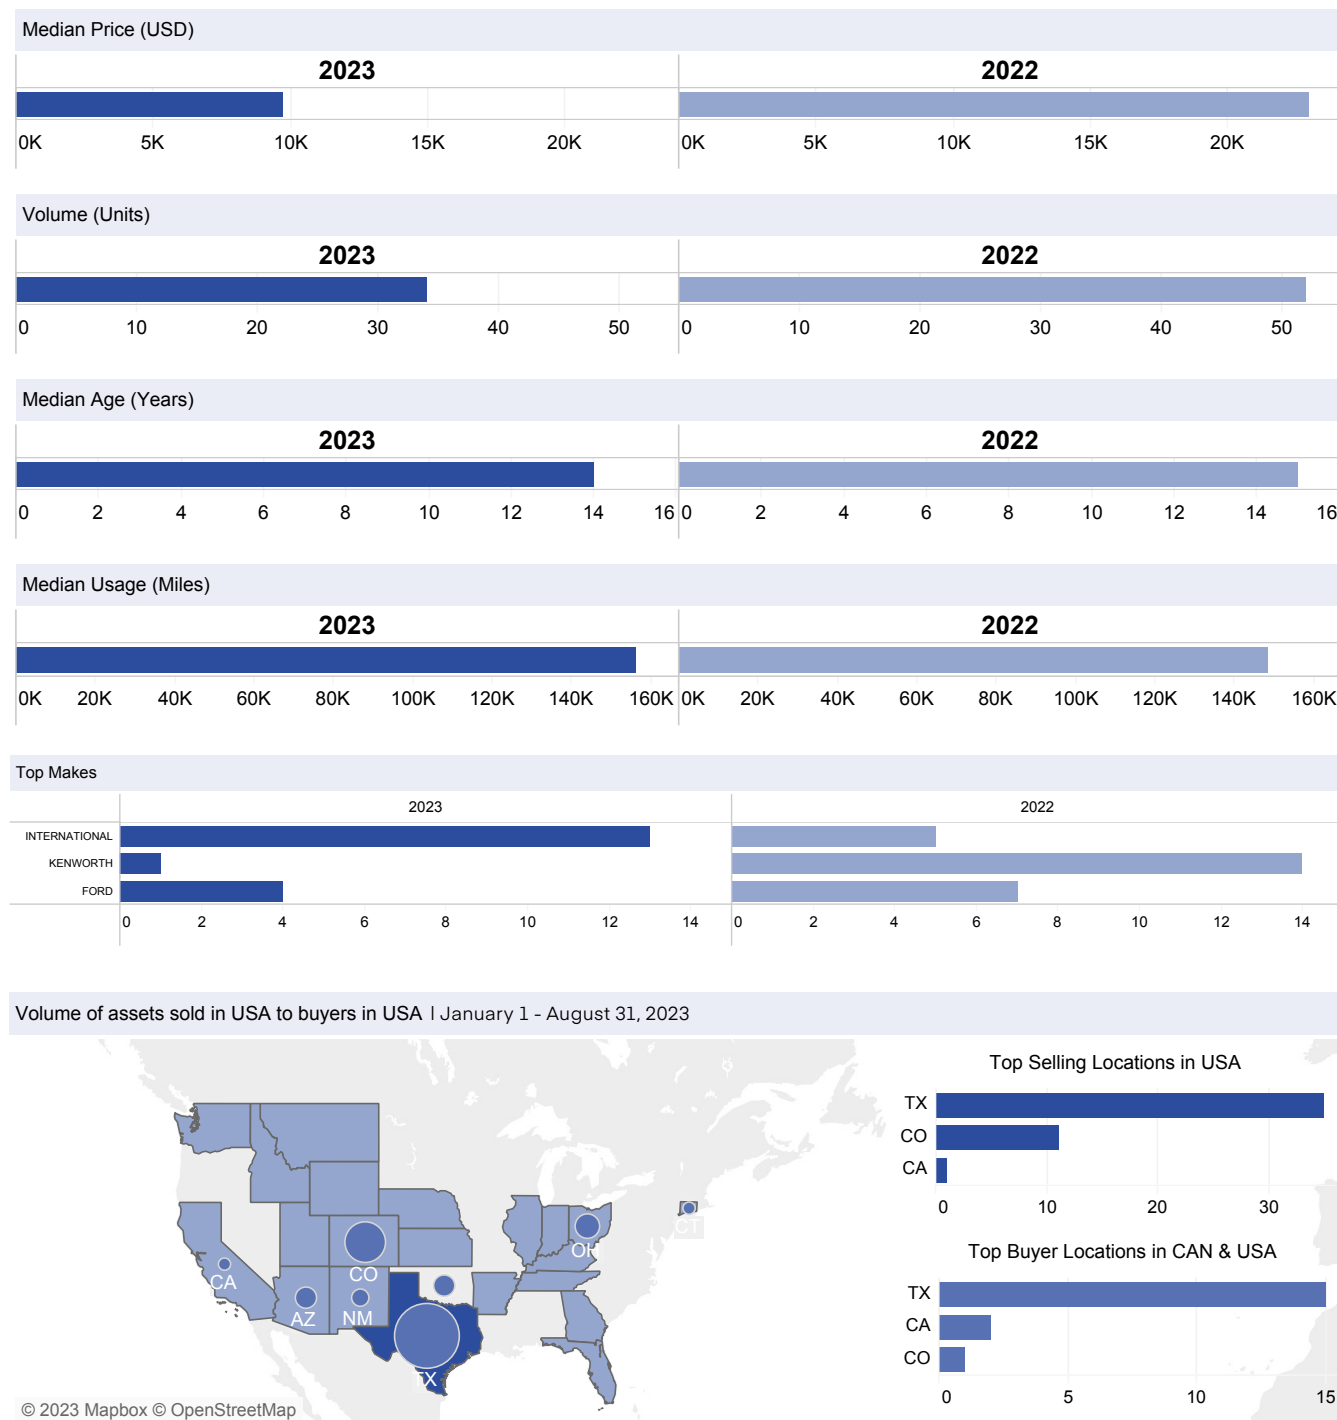 Median Price (USD)
2023 2022
0K 5K 10K 15K 20K 0K 5K 10K 15K 20K
Volume (Units)
2023 2022
0 10 20 30 40 50 0 10 20 30 40 50
Median Age (Years)
2023 2022
0 2 4 6 8 10 12 14 16 0 2 4 6 8 10 12 14 16
Median Usage (Miles)
2023 2022
0K 20K 40K 60K 80K 100K 120K 140K 160K 0K 20K 40K 60K 80K 100K 120K 140K 160K
Top Makes
2023 2022
INTERNATIONAL
KENWORTH
FORD
0 2 4 6 8 10 12 14 0 2 4 6 8 10 12 14
Volume of assets sold in USA to buyers in USA | January 1 - August 31, 2023
CA
AZ
NM
CO
TX
OH
CT
© 2023 Mapbox © OpenStreetMap
Top Selling Locations in USA
TX
CO
CA
0 10 20 30
Top Buyer Locations in CAN & USA
TX
CA
CO
0 5 10 15